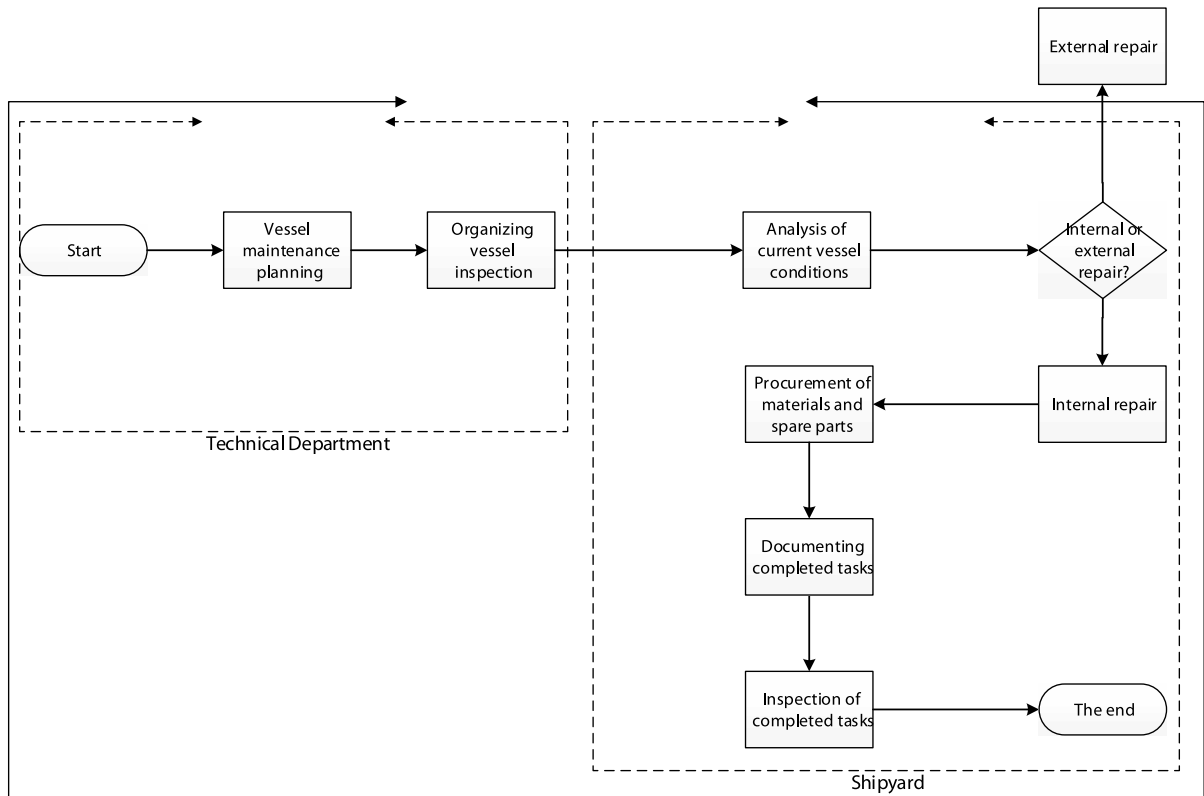 External repair
Start
Vessel
maintenance
planning
Organizing
vessel
inspection
Analysis of
current vessel
conditions
Internal or
external
repair?
Procurement of
materials and
spare parts
Internal repair
Technical Department
Documenting
completed tasks
Inspection of
completed tasks
The end
Shipyard